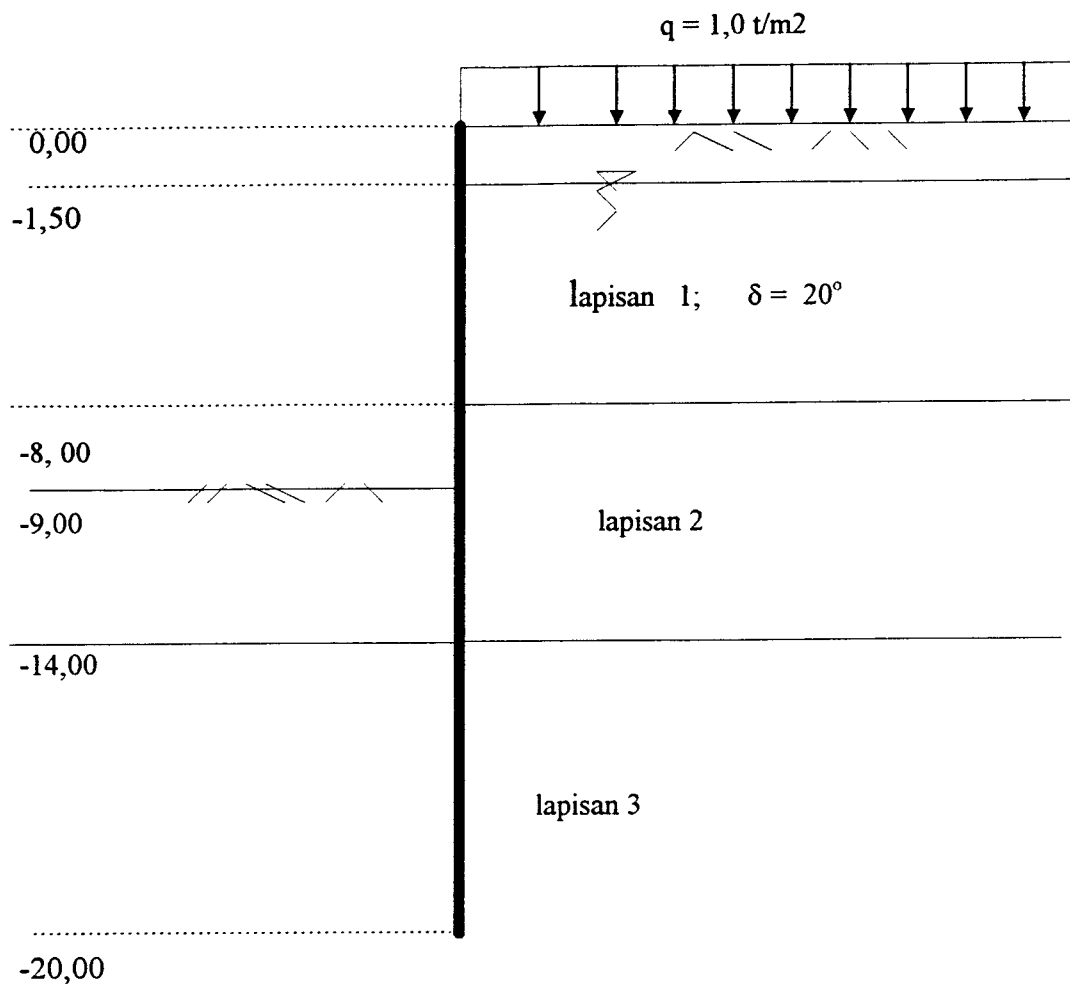 q = 1,0 t/m2
0,00
-1,50
lapisan 1; δ = 20°
-8, 00
-9,00
lapisan 2
-14,00
lapisan 3
-20,00